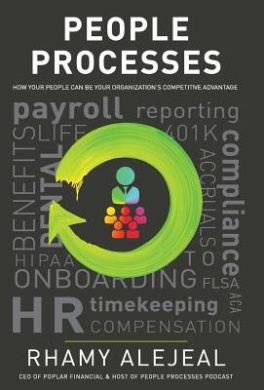 PEOPLE
PROCESSES
HOW YOUR PEOPLE CAN BE YOUR ORGANIZATION'S COMPETITIVE ADVANTAGE
payroll reporting
LIFE 401K
BENEFITS
DENTAL
compliance
ACCRUALS
HIPAA
TO
ONBOARDING FLSA
ACA
HR timekeeping
COMPENSATION
RHAMY ALEJEAL
CEO OF POPLAR FINANCIAL & HOST OF PEOPLE PROCESSES PODCAST